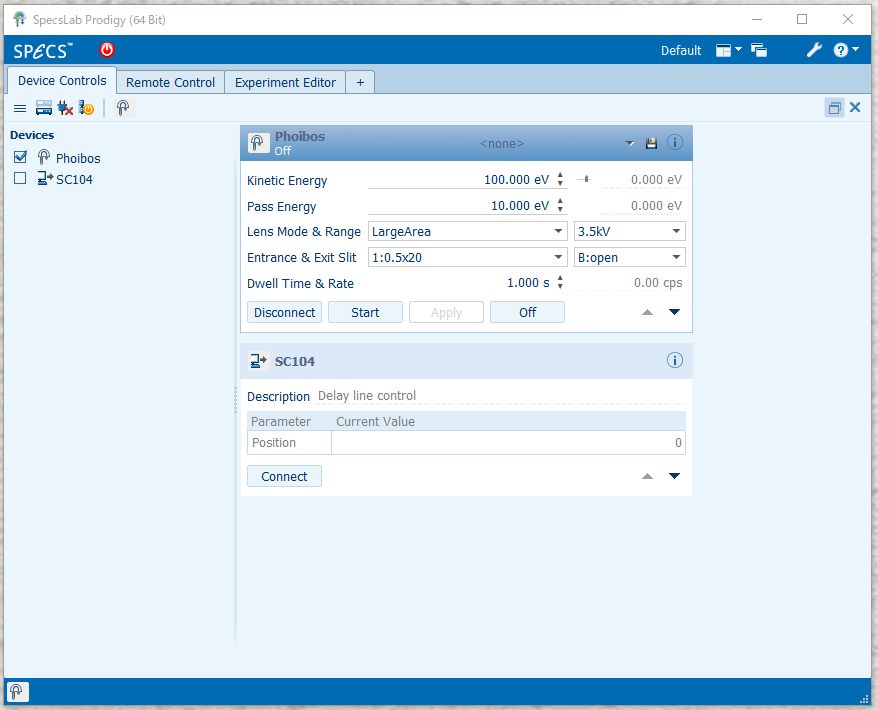 SpecsLab Prodigy (64 Bit)
SPECS™ Default
Device Controls Remote Control Experiment Editor +
Devices
Phoibos
SC104
Phoibos <none>
Off
Kinetic Energy 100.000 eV 0.000 eV
Pass Energy 10.000 eV 0.000 eV
Lens Mode & Range LargeArea 3.5kV
Entrance & Exit Slit 1:0.5x20 B:open
Dwell Time & Rate 1.000 s 0.00 cps
Disconnect Start Apply Off
SC104
Description Delay line control
Parameter Current Value
Position 0
Connect